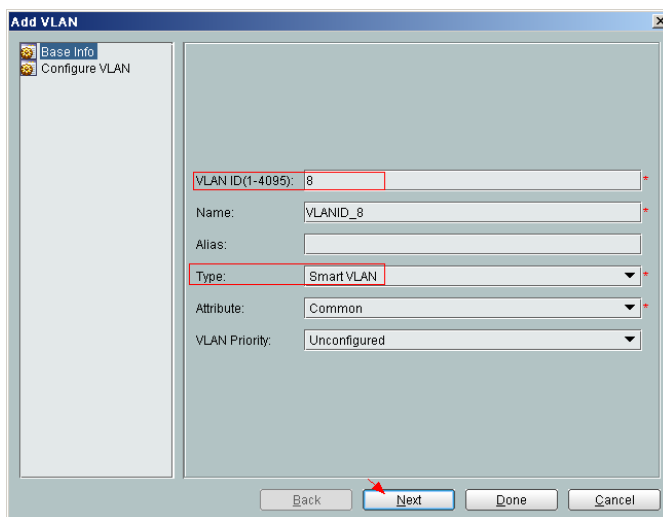 Add VLAN
Base Info
Configure VLAN
VLAN ID(1-4095): 8 *
Name: VLANID_8 *
Alias:
Type: Smart VLAN *
Attribute: Common *
VLAN Priority: Unconfigured
Back Next Done Cancel